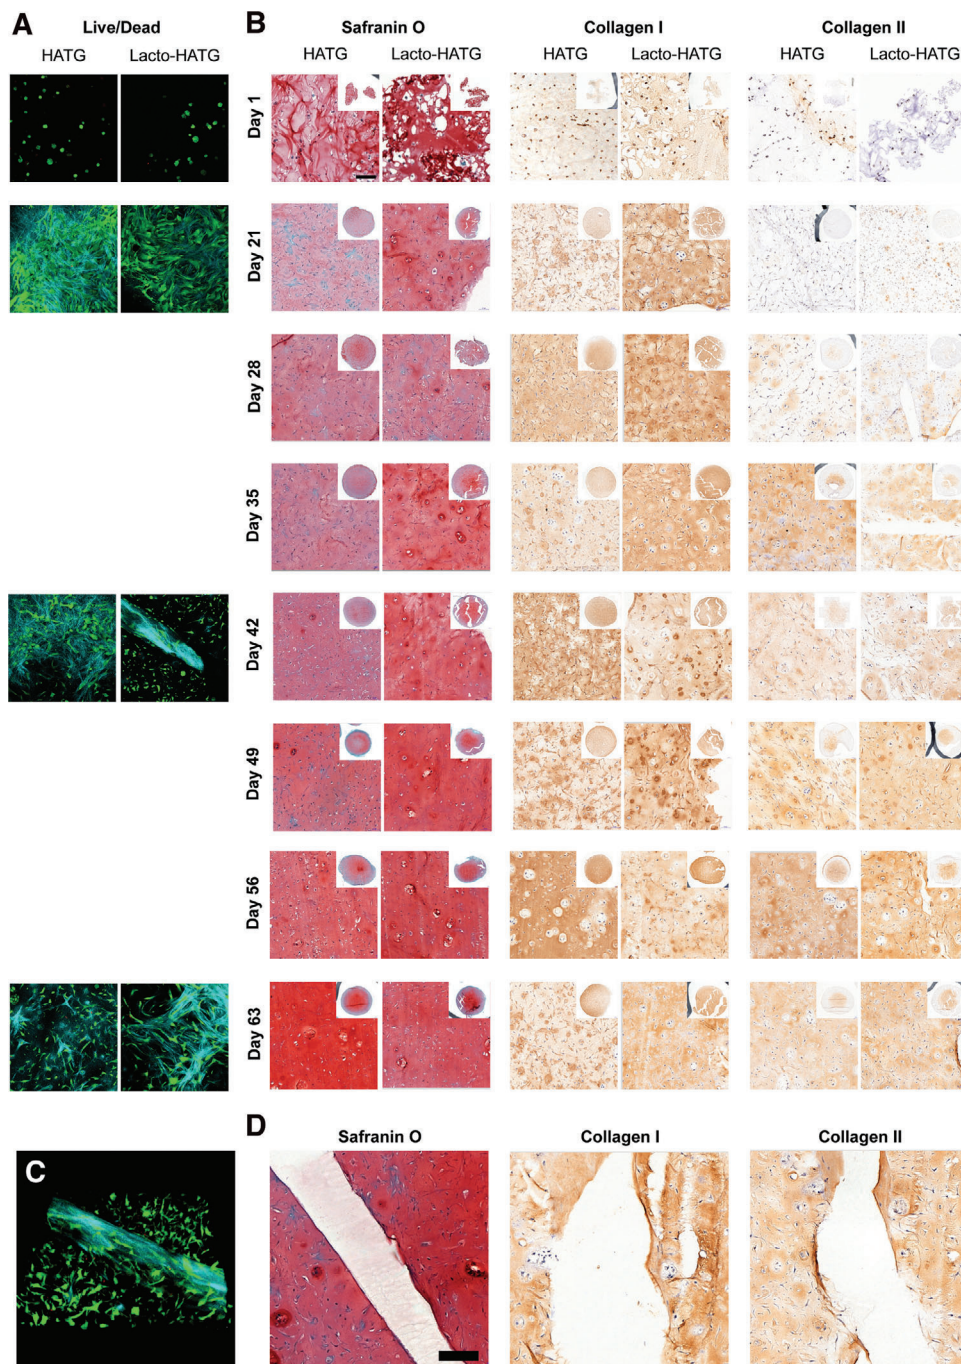 A
Live/Dead
HATG Lacto-HATG
B
Safranin O Collagen I Collagen II
HATG Lacto-HATG HATG Lacto-HATG HATG Lacto-HATG
Day 1
Day 21
Day 28
Day 35
Day 42
Day 49
Day 56
Day 63
C
D
Safranin O Collagen I Collagen II